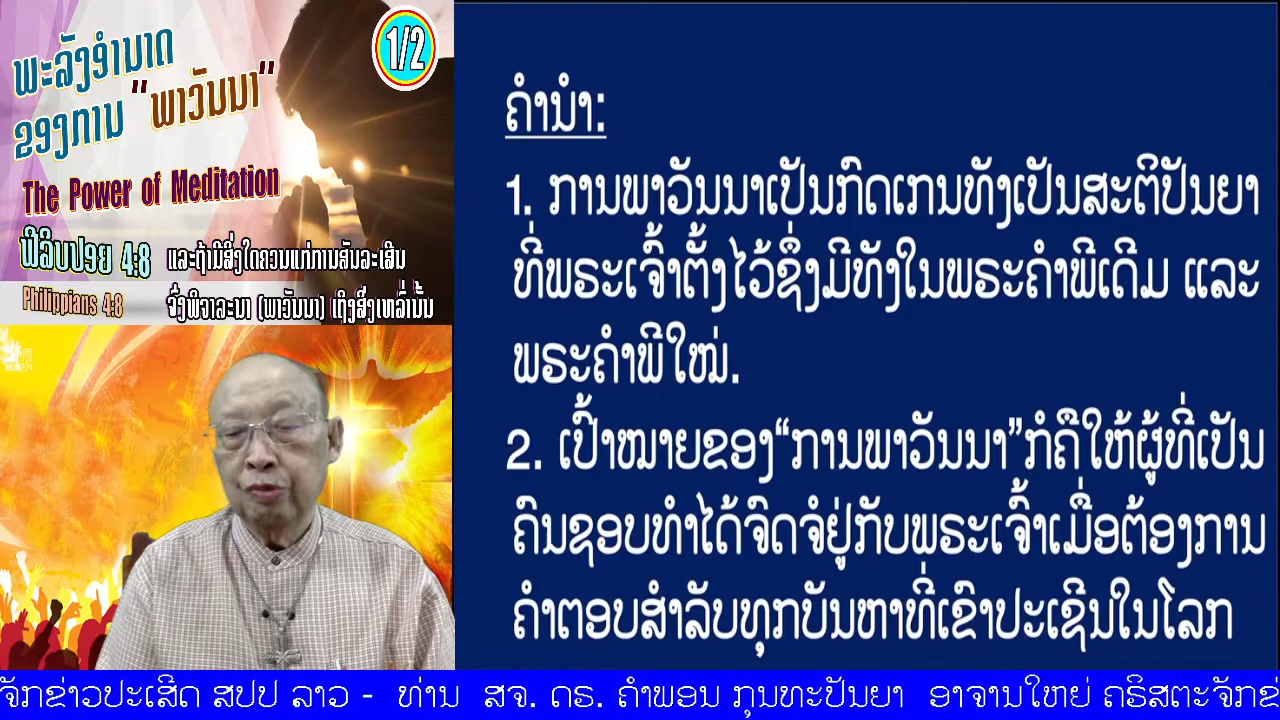 ພະລັງອຳນາດ
ຂອງການ "ພາວັນນາ"
1/2
The Power of Meditation
ຟີລິບປອຍ 4:8 ແລະຖ້າມີສິ່ງໃດຄວນແກ່ການສັນລະເສີນ
Philippians 4:8 ຈົ່ງພິຈາລະນາ (ພາວັນນາ) ເຖິງສິ່ງເຫລົ່ານັ້ນ
ຄຳນຳ:
1. ການພາວັນນາເປັນກົດເກນທັງເປັນສະຕິປັນຍາ
ທີ່ພຣະເຈົ້າຕັ້ງໄວ້ຊຶ່ງມີທັງໃນພຣະຄຳພີເດີມ ແລະ
ພຣະຄຳພີໃໝ່.
2. ເປົ້າໝາຍຂອງ“ການພາວັນນາ”ກໍຄືໃຫ້ຜູ້ທີ່ເປັນ
ຄົນຊອບທຳໄດ້ຈົດຈໍຢູ່ກັບພຣະເຈົ້າເມື່ອຕ້ອງການ
ຄຳຕອບສຳລັບທຸກບັນຫາທີ່ເຂົາປະເຊີນໃນໂລກ
ຈັກຂ່າວປະເສີດ ສປປ ລາວ - ທ່ານ ສຈ. ດຣ. ຄຳພອນ ກຸນທະປັນຍາ ອາຈານໃຫຍ່ ຄຣິສຕະຈັກຂ່